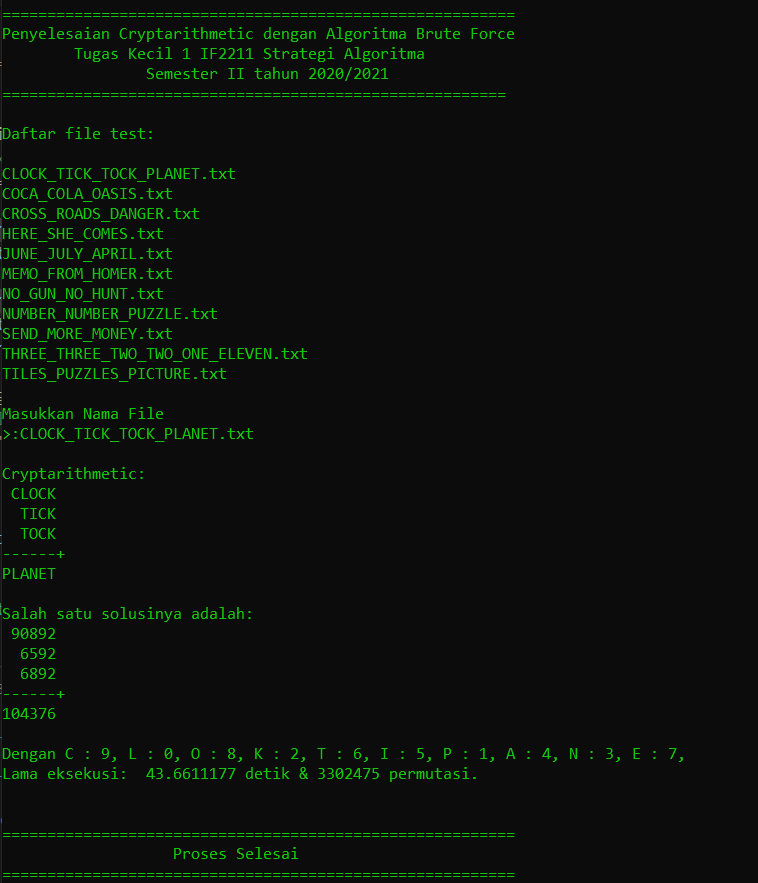 =========================================================
Penyelesaian Cryptarithmetic dengan Algoritma Brute Force
Tugas Kecil 1 IF2211 Strategi Algoritma
Semester II tahun 2020/2021
========================================================
Daftar file test:
CLOCK_TICK_TOCK_PLANET.txt
COCA_COLA_OASIS.txt
CROSS_ROADS_DANGER.txt
HERE_SHE_COMES.txt
JUNE_JULY_APRIL.txt
MEMO_FROM_HOMER.txt
NO_GUN_NO_HUNT.txt
NUMBER_NUMBER_PUZZLE.txt
SEND_MORE_MONEY.txt
THREE_THREE_TWO_TWO_ONE_ELEVEN.txt
TILES_PUZZLES_PICTURE.txt
Masukkan Nama File
>:CLOCK_TICK_TOCK_PLANET.txt
Cryptarithmetic:
CLOCK
TICK
TOCK
------+
PLANET
Salah satu solusinya adalah:
90892
6592
6892
------+
104376
Dengan C : 9, L : 0, O : 8, K : 2, T : 6, I : 5, P : 1, A : 4, N : 3, E : 7,
Lama eksekusi:  43.6611177 detik & 3302475 permutasi.
=========================================================
Proses Selesai
=========================================================